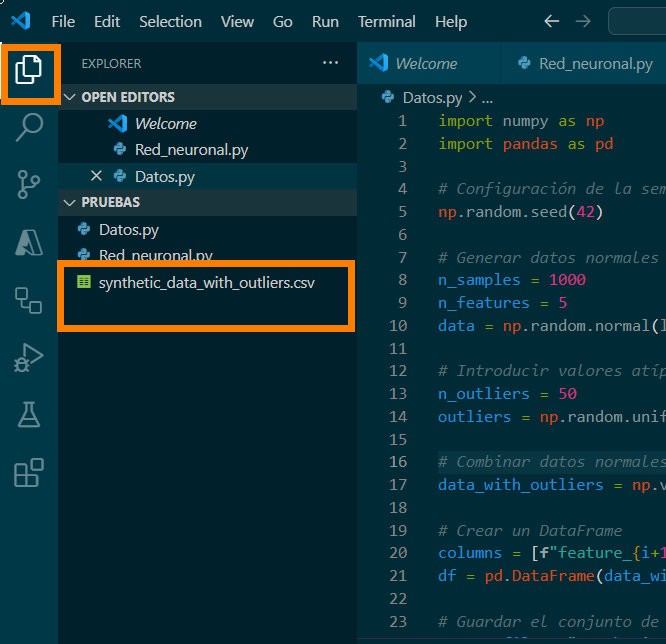 File Edit Selection View Go Run Terminal Help
EXPLORER ...
OPEN EDITORS
Welcome
Red_neuronal.py
Datos.py
PRUEBAS
Datos.py
Red_neuronal.py
synthetic_data_with_outliers.csv
Welcome Red_neuronal.py
Datos.py > ...
1 import numpy as np
2 import pandas as pd
3
4 # Configuración de la sem
5 np.random.seed(42)
6
7 # Generar datos normales
8 n_samples = 1000
9 n_features = 5
10 data = np.random.normal(l
11
12 # Introducir valores atíp
13 n_outliers = 50
14 outliers = np.random.unif
15
16 # Combinar datos normales
17 data_with_outliers = np.v
18
19 # Crear un DataFrame
20 columns = [f"feature_{i+1
21 df = pd.DataFrame(data_wi
22
23 # Guardar el conjunto de